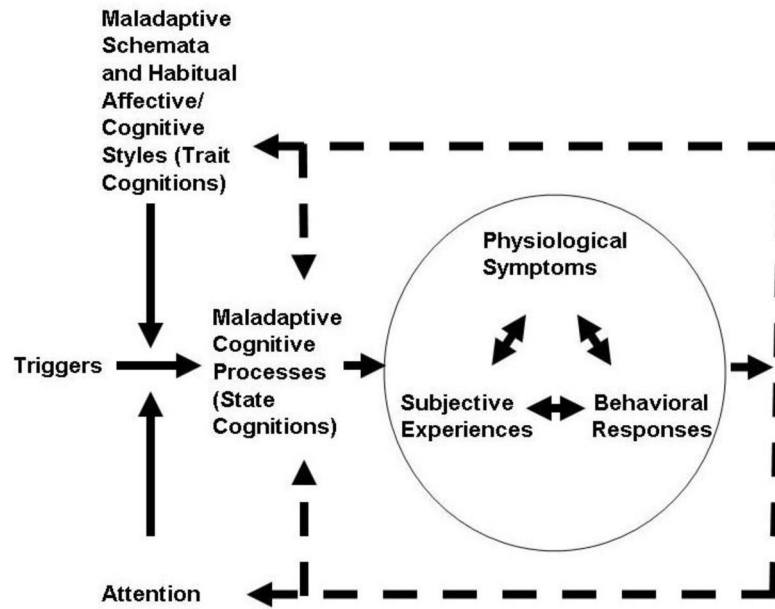 Maladaptive
Schemata
and Habitual
Affective/
Cognitive
Styles (Trait
Cognitions)
Physiological
Symptoms
Triggers
Maladaptive
Cognitive
Processes
(State
Cognitions)
Subjective
Experiences
Behavioral
Responses
Attention